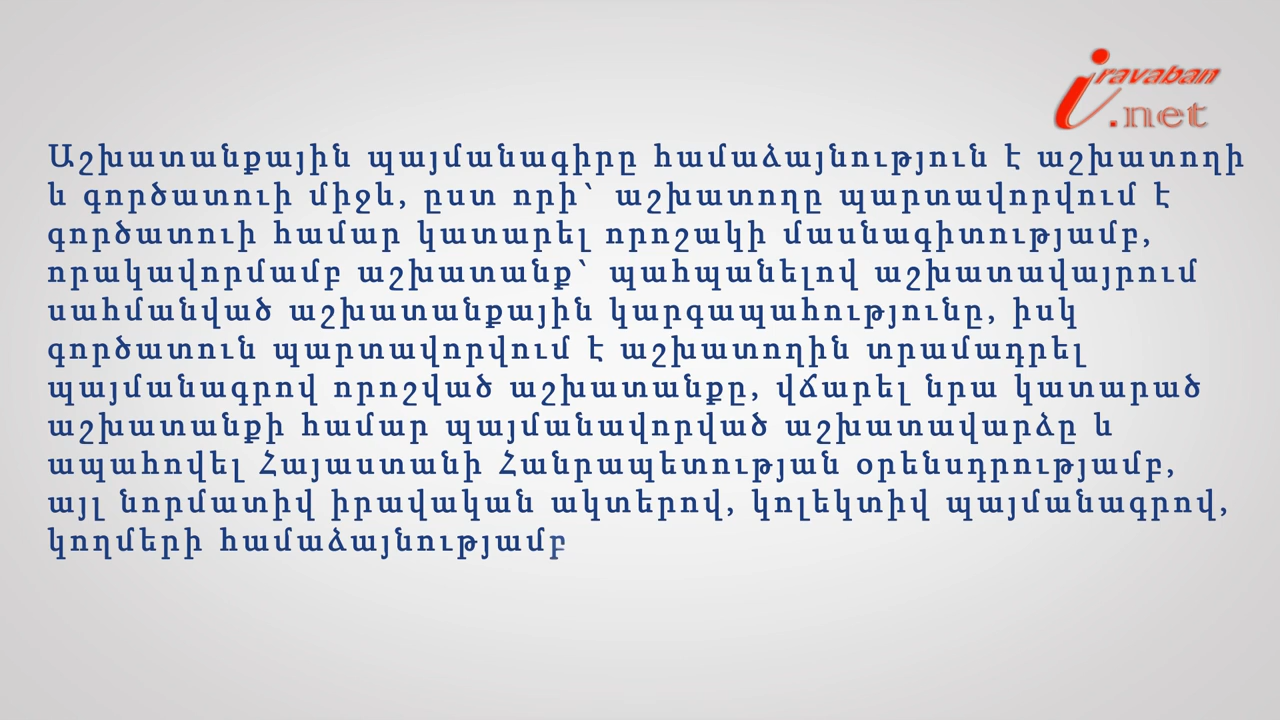 iravaban
.net
Աշխատանքային պայմանագիրը համաձայնություն է աշխատողի
և գործատուի միջև, ըստ որի՝ աշխատողը պարտավորվում է
գործատուի համար կատարել որոշակի մասնագիտությամբ,
որակավորմամբ աշխատանք՝ պահպանելով աշխատավայրում
սահմանված աշխատանքային կարգապահությունը, իսկ
գործատուն պարտավորվում է աշխատողին տրամադրել
պայմանագրով որոշված աշխատանքը, վճարել նրա կատարած
աշխատանքի համար պայմանավորված աշխատավարձը և
ապահովել Հայաստանի Հանրապետության օրենսդրությամբ,
այլ նորմատիվ իրավական ակտերով, կոլեկտիվ պայմանագրով,
կողմերի համաձայնությամբ